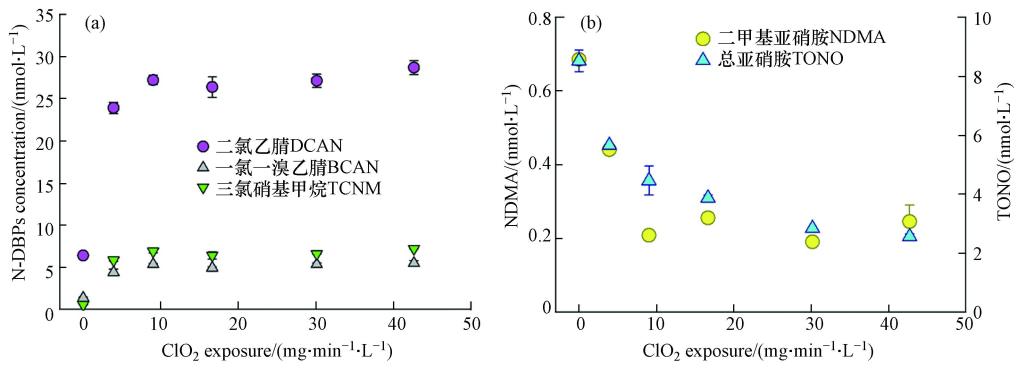 (a)
N-DBPs concentration/(nmol·L⁻¹)
35
30
25
20
15
10
5
0
二氯乙腈DCAN
一氯一溴乙腈BCAN
三氯硝基甲烷TCNM
0 10 20 30 40 50
ClO₂ exposure/(mg·min⁻¹·L⁻¹)
(b)
NDMA/(nmol·L⁻¹)
0.8
0.6
0.4
0.2
0
二甲基亚硝胺NDMA
总亚硝胺TONO
10
8
6
4
2
0
TONO/(nmol·L⁻¹)
0 10 20 30 40 50
ClO₂ exposure/(mg·min⁻¹·L⁻¹)